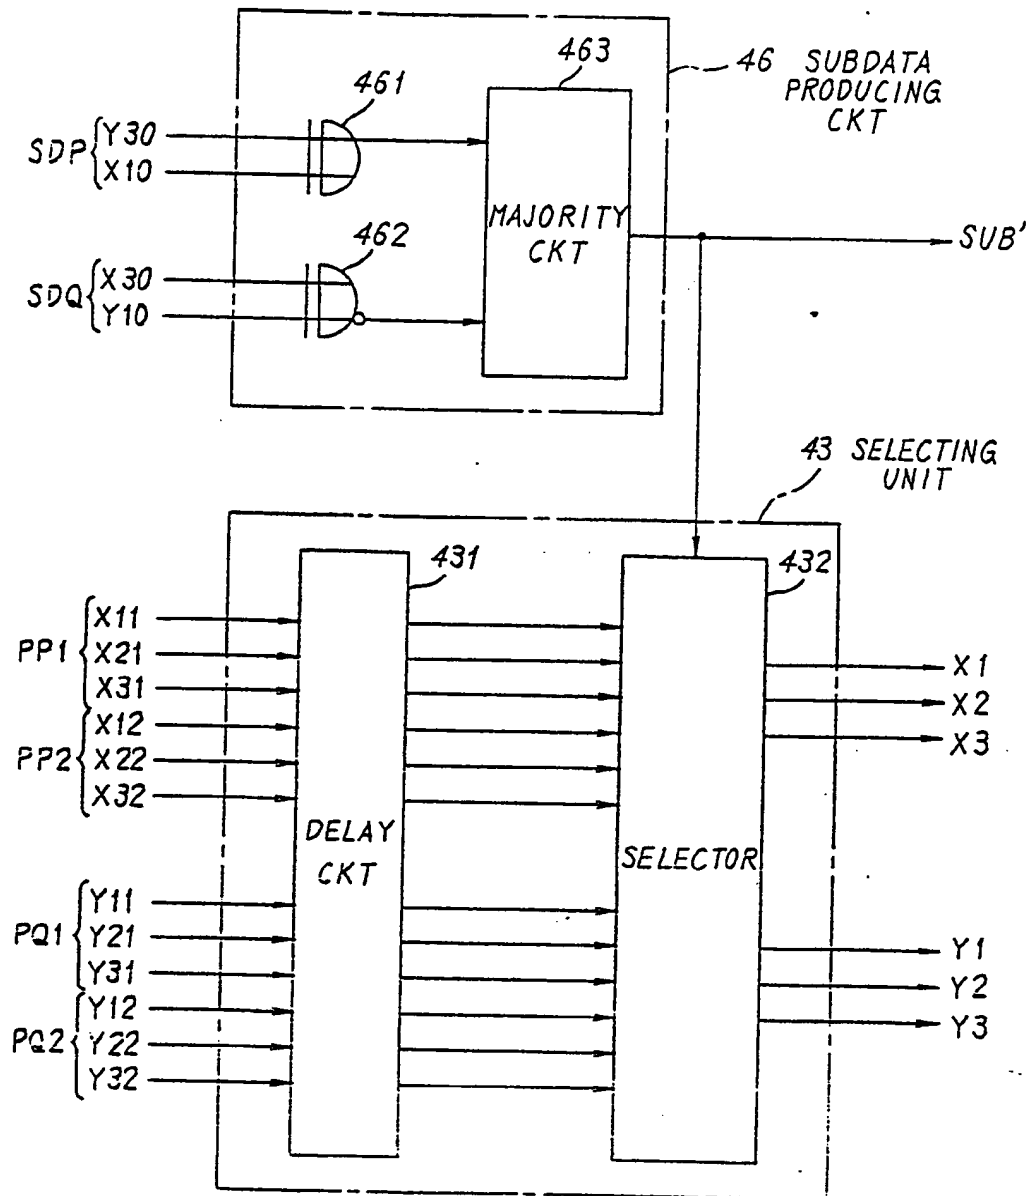 46 SUBDATA
PRODUCING
CKT
463
461
SDP
Y30
X10
MAJORITY
CKT
SUB'
462
SDQ
X30
Y10
43 SELECTING
UNIT
431
432
PP1
X11
X21
X31
PP2
X12
X22
X32
X1
X2
X3
DELAY
CKT
SELECTOR
PQ1
Y11
Y21
Y31
PQ2
Y12
Y22
Y32
Y1
Y2
Y3